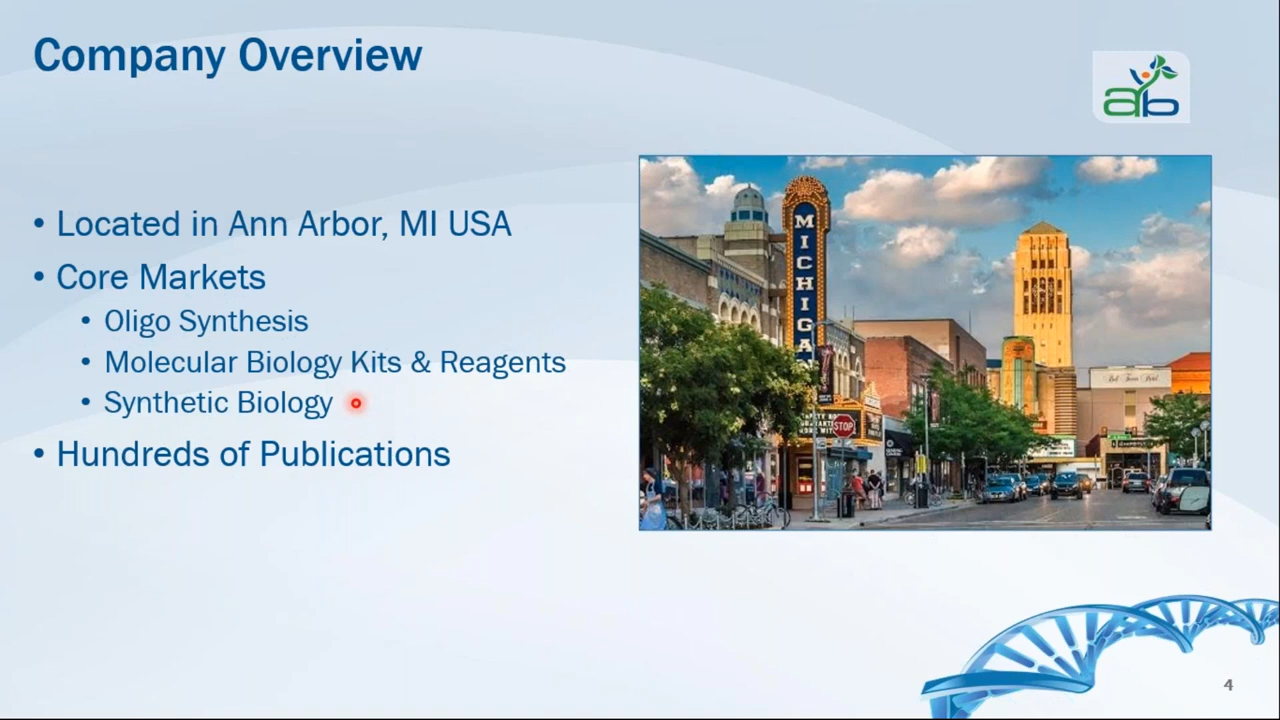 Company Overview
ab
• Located in Ann Arbor, MI USA
• Core Markets
• Oligo Synthesis
• Molecular Biology Kits & Reagents
• Synthetic Biology
• Hundreds of Publications
MICHIGA
STOP
4